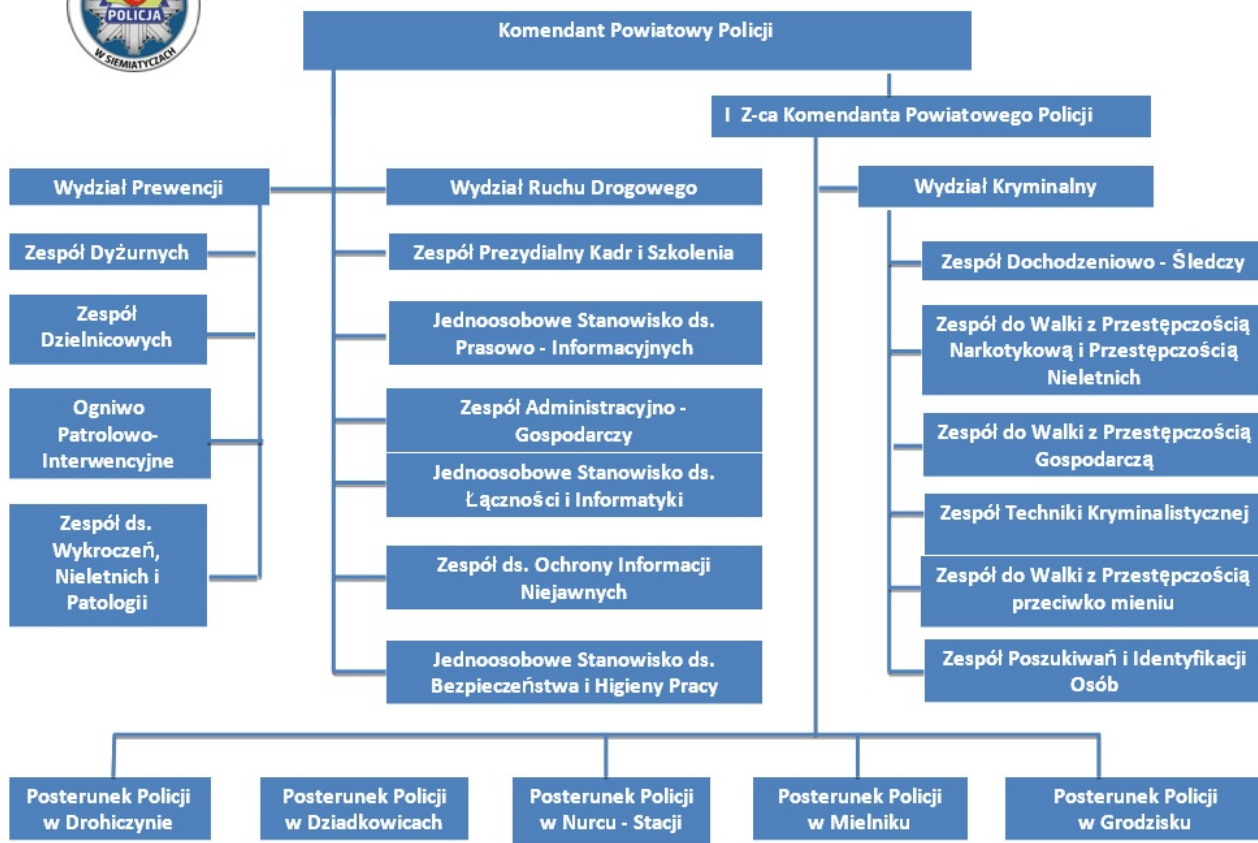 POLICJA
W SIEMIATYCZACH
Komendant Powiatowy Policji
I Z-ca Komendanta Powiatowego Policji
Wydział Prewencji
Zespół Dyżurnych
Zespół
Dzielnicowych
Ogniwo
Patrolowo-
Interwencyjne
Zespół ds.
Wykroczeń,
Nieletnich i
Patologii
Wydział Ruchu Drogowego
Zespół Prezydialny Kadr i Szkolenia
Jednoosobowe Stanowisko ds.
Prasowo - Informacyjnych
Zespół Administracyjno -
Gospodarczy
Jednoosobowe Stanowisko ds.
Łączności i Informatyki
Zespół ds. Ochrony Informacji
Niejawnych
Jednoosobowe Stanowisko ds.
Bezpieczeństwa i Higieny Pracy
Wydział Kryminalny
Zespół Dochodzeniowo - Śledczy
Zespół do Walki z Przestępczością
Narkotykową i Przestępczością
Nieletnich
Zespół do Walki z Przestępczością
Gospodarczą
Zespół Techniki Kryminalistycznej
Zespół do Walki z Przestępczością
przeciwko mieniu
Zespół Poszukiwań i Identyfikacji
Osób
Posterunek Policji
w Drohiczynie
Posterunek Policji
w Dziadkowicach
Posterunek Policji
w Nurcu - Stacji
Posterunek Policji
w Mielniku
Posterunek Policji
w Grodzisku